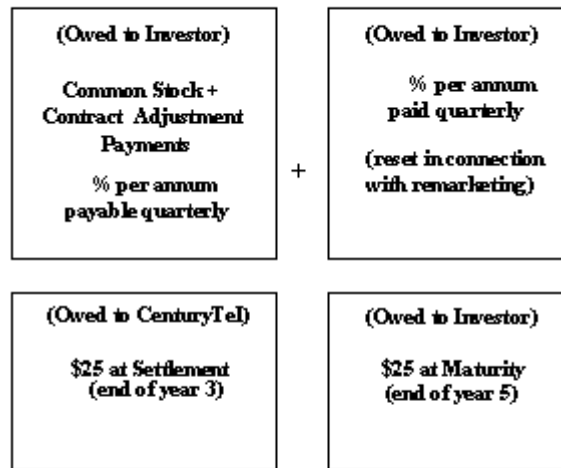 (Owed to Investor)
Common Stock +
Contract Adjustment
Payments
% per annum
payable quarterly
+
(Owed to Investor)
% per annum
paid quarterly
(reset in connection
with remarketing)
(Owed to CenturyTel)
$25 at Settlement
(end of year 3)
(Owed to Investor)
$25 at Maturity
(end of year 5)